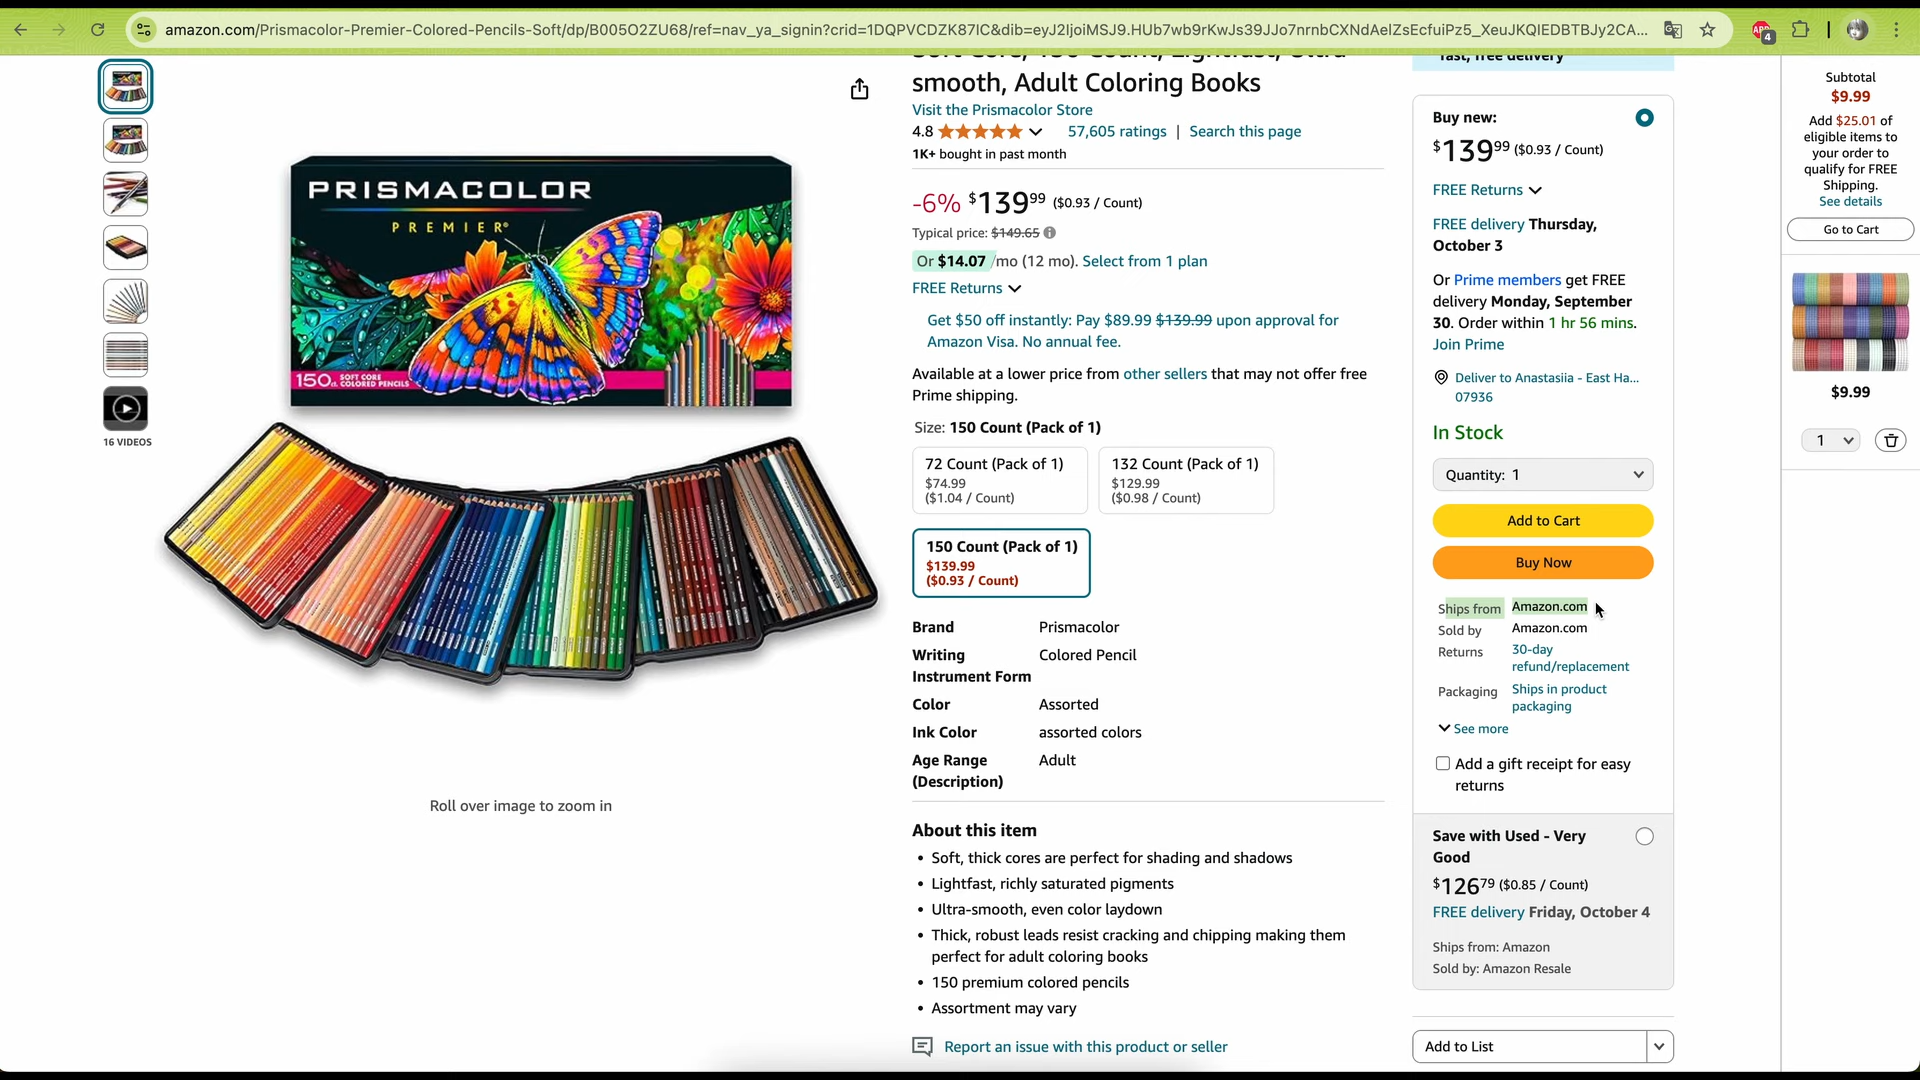 amazon.com/Prismacolor-Premier-Colored-Pencils-Soft/dp/B005O2ZU68/ref=nav_ya_signin?crid=1DQPVCDZK87IC&dib=eyJ2IjoiMSJ9.HUb7wb9rKwJs39JJo7nrnbCXNdAelZsEcfuiPz5_XeuJKQIEDBTBJy2CA...
4
16 VIDEOS
PRISMACOLOR
PREMIER®
150 ct. SOFT CORE COLORED PENCILS
Roll over image to zoom in
smooth, Adult Coloring Books
Visit the Prismacolor Store
4.8 57,605 ratings | Search this page
1K+ bought in past month
-6% $139.99 ($0.93 / Count)
Typical price: $149.65
Or $14.07 /mo (12 mo). Select from 1 plan
FREE Returns
Get $50 off instantly: Pay $89.99 $139.99 upon approval for
Amazon Visa. No annual fee.
Available at a lower price from other sellers that may not offer free
Prime shipping.
Size: 150 Count (Pack of 1)
72 Count (Pack of 1)
$74.99
($1.04 / Count)
132 Count (Pack of 1)
$129.99
($0.98 / Count)
150 Count (Pack of 1)
$139.99
($0.93 / Count)
Brand Prismacolor
Writing Colored Pencil
Instrument Form
Color Assorted
Ink Color assorted colors
Age Range Adult
(Description)
About this item
• Soft, thick cores are perfect for shading and shadows
• Lightfast, richly saturated pigments
• Ultra-smooth, even color laydown
• Thick, robust leads resist cracking and chipping making them
perfect for adult coloring books
• 150 premium colored pencils
• Assortment may vary
Report an issue with this product or seller
fast, free delivery
Buy new:
$139.99 ($0.93 / Count)
FREE Returns
FREE delivery Thursday,
October 3
Or Prime members get FREE
delivery Monday, September
30. Order within 1 hr 56 mins.
Join Prime
Deliver to Anastasiia - East Ha...
07936
In Stock
Quantity: 1
Add to Cart
Buy Now
Ships from Amazon.com
Sold by Amazon.com
Returns 30-day
refund/replacement
Packaging Ships in product
packaging
See more
Add a gift receipt for easy
returns
Save with Used - Very
Good
$126.79 ($0.85 / Count)
FREE delivery Friday, October 4
Ships from: Amazon
Sold by: Amazon Resale
Add to List
Subtotal
$9.99
Add $25.01 of
eligible items to
your order to
qualify for FREE
Shipping.
See details
Go to Cart
$9.99
1